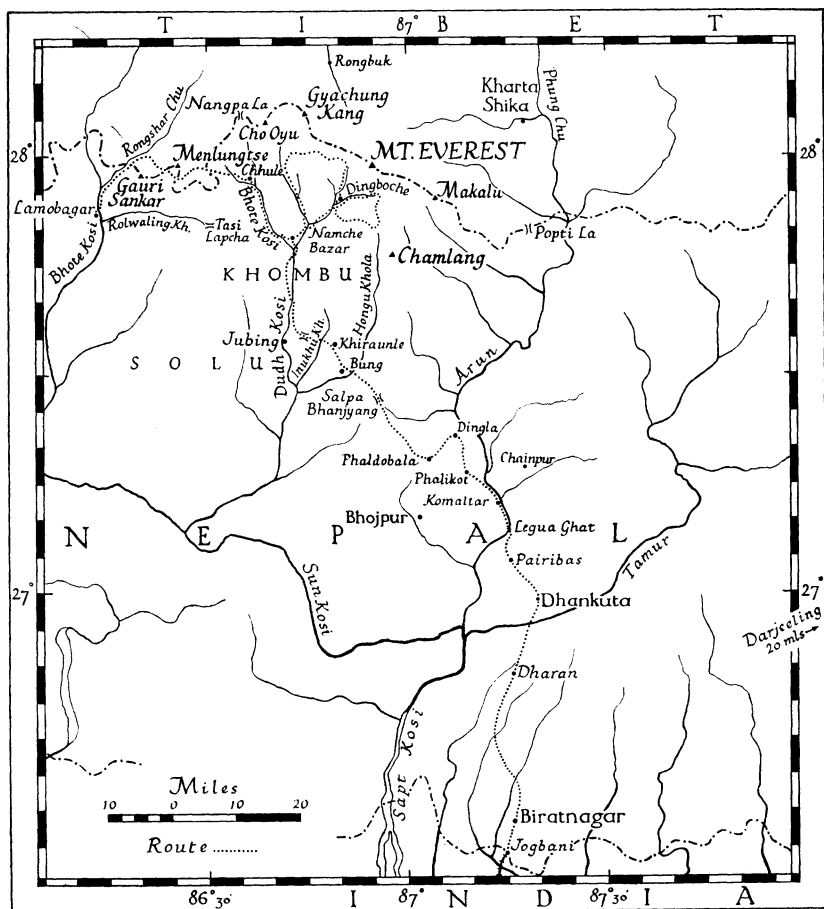 T I B E T
87°
Rongbuk
Kharta
Shika
Phung Chu
Nangpa La
Gyachung
Kang
Rongshar Chu
Cho Oyu
28°
28°
Menlungtse
MT. EVEREST
Chhule
Dingboche
Gauri
Sankar
Makalu
Lamobagar
Rolwaling Kh.
Tasi
Lapcha
Bhote Kosi
Namche
Bazar
Popti La
Bhote Kosi
KHOMBU
Chamlang
Hongu Khola
Jubing
Dudh Kosi
Inukhu Kh.
Khiraunle
Arun
SOLU
Bung
Salpa
Bhanjyang
Dingla
Phaldobala
Chainpur
Phalikot
Komaltar
Bhojpur
Legua Ghat
N E P A L
Pairibas
Tamur
Sun Kosi
27°
27°
Dhankuta
Darjeeling
20 mls
Dharan
Sapt Kosi
Miles
10 0 10 20
Biratnagar
Route
Jogbani
86°30'
87°
87°30'
I N D I A